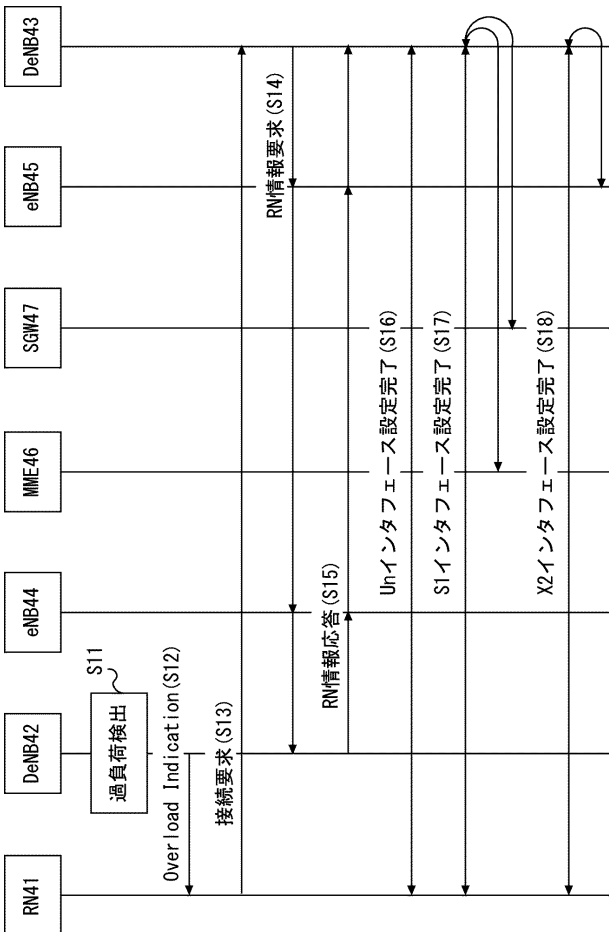 RN41
DeNB42
eNB44
MME46
SGW47
eNB45
DeNB43
過負荷検出
S11
Overload Indication(S12)
接続要求(S13)
RN情報要求(S14)
RN情報応答(S15)
Unインタフェース設定完了(S16)
S1インタフェース設定完了(S17)
X2インタフェース設定完了(S18)